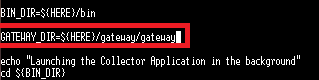 BIN_DIR=${HERE}/bin
GATEWAY_DIR=${HERE}/gateway/gateway
echo "Launching the Collector Application in the background"
cd ${BIN_DIR}